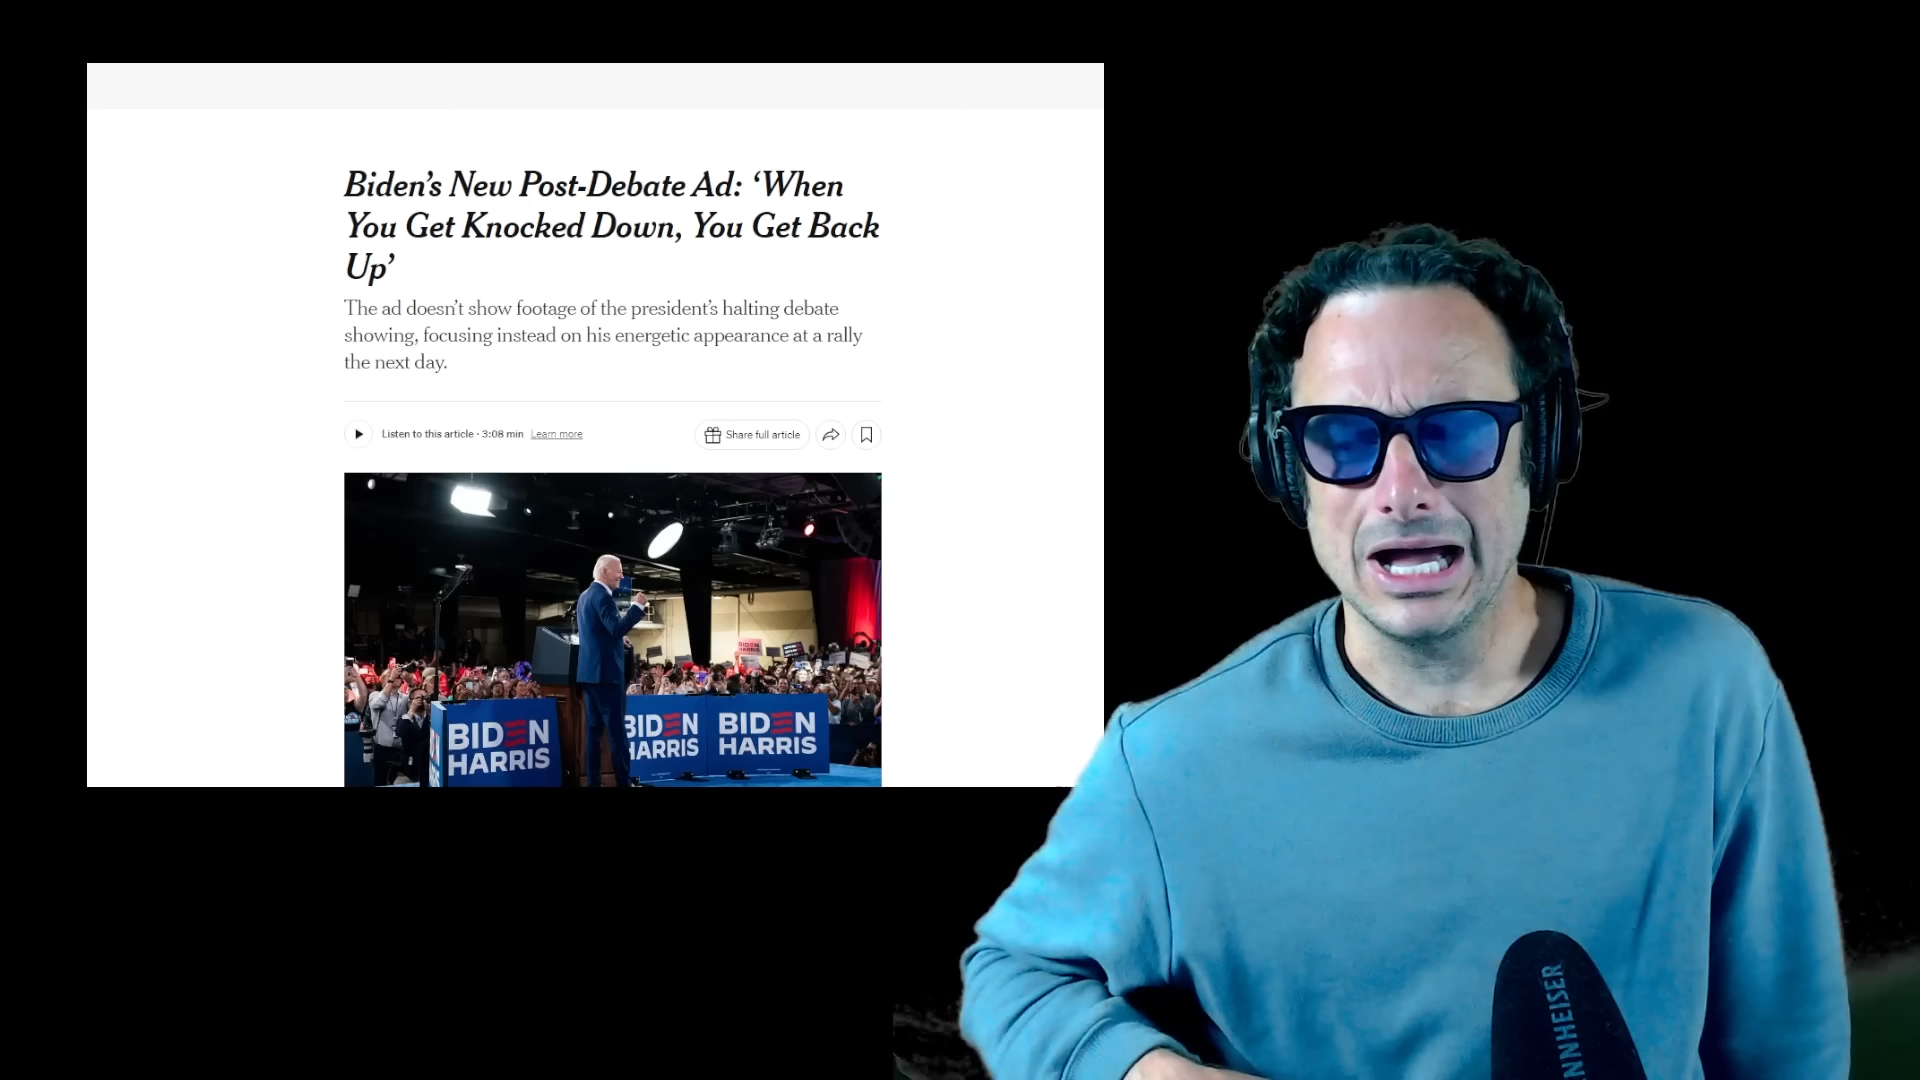 Biden’s New Post-Debate Ad: ‘When
You Get Knocked Down, You Get Back
Up’
The ad doesn’t show footage of the president’s halting debate
showing, focusing instead on his energetic appearance at a rally
the next day.
Listen to this article · 3:08 min Learn more
Share full article
BIDEN
HARRIS
BIDEN
HARRIS
BIDEN
HARRIS
NNHEISER